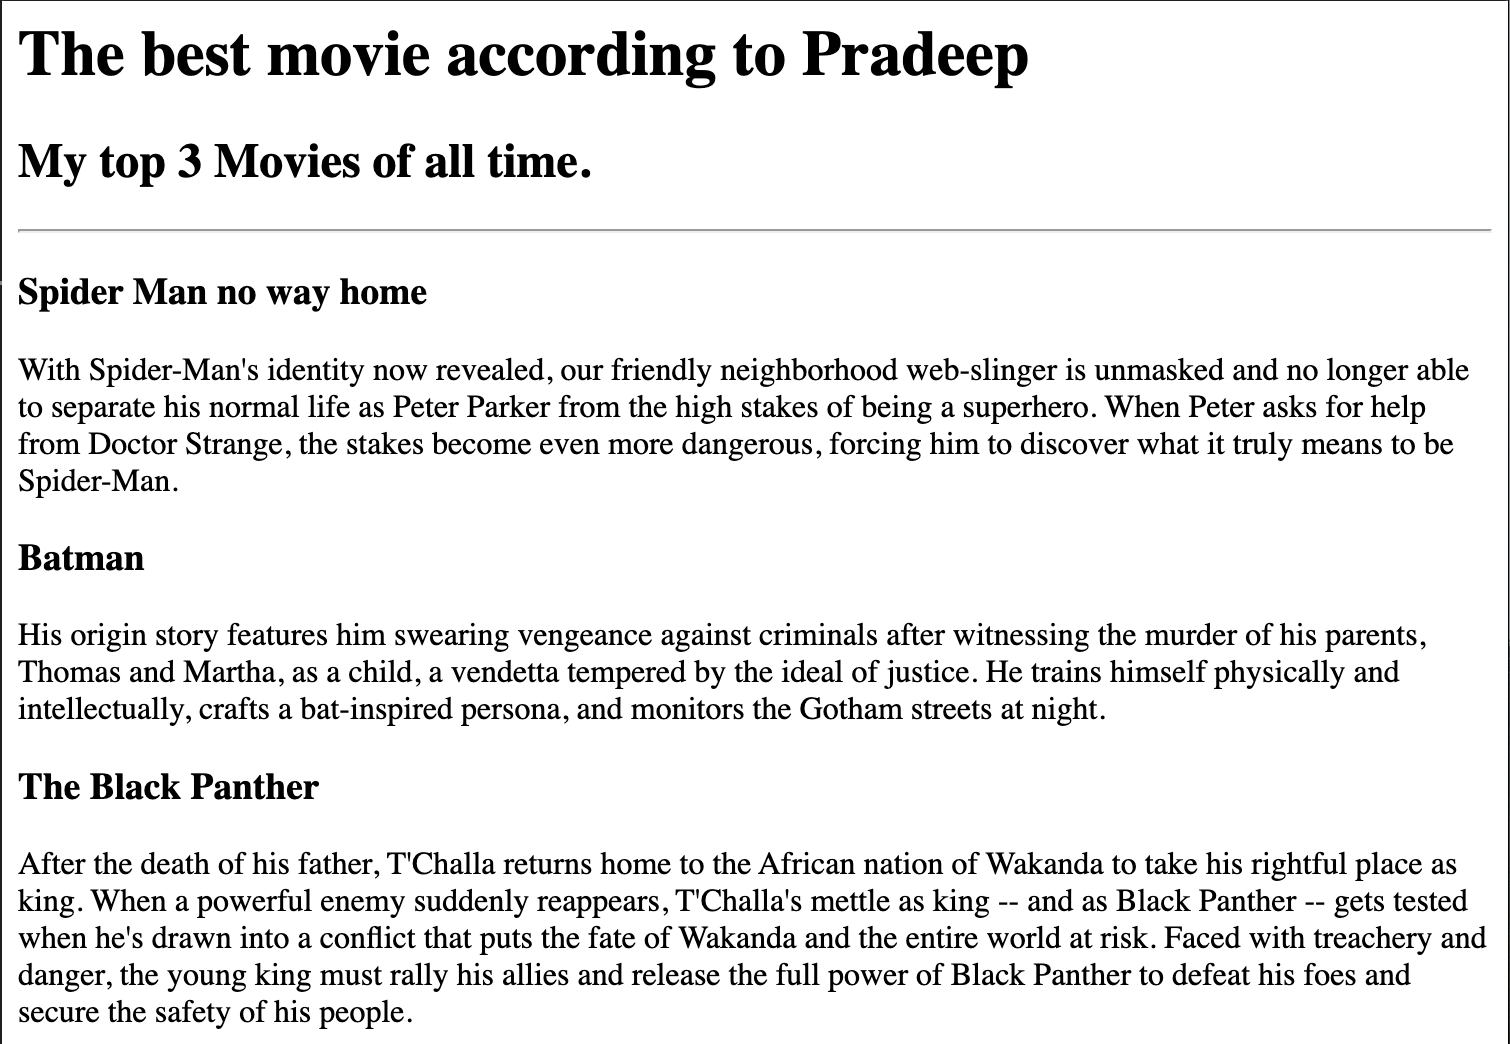 The best movie according to Pradeep
My top 3 Movies of all time.
Spider Man no way home
With Spider-Man's identity now revealed, our friendly neighborhood web-slinger is unmasked and no longer able
to separate his normal life as Peter Parker from the high stakes of being a superhero. When Peter asks for help
from Doctor Strange, the stakes become even more dangerous, forcing him to discover what it truly means to be
Spider-Man.
Batman
His origin story features him swearing vengeance against criminals after witnessing the murder of his parents,
Thomas and Martha, as a child, a vendetta tempered by the ideal of justice. He trains himself physically and
intellectually, crafts a bat-inspired persona, and monitors the Gotham streets at night.
The Black Panther
After the death of his father, T'Challa returns home to the African nation of Wakanda to take his rightful place as
king. When a powerful enemy suddenly reappears, T'Challa's mettle as king -- and as Black Panther -- gets tested
when he's drawn into a conflict that puts the fate of Wakanda and the entire world at risk. Faced with treachery and
danger, the young king must rally his allies and release the full power of Black Panther to defeat his foes and
secure the safety of his people.